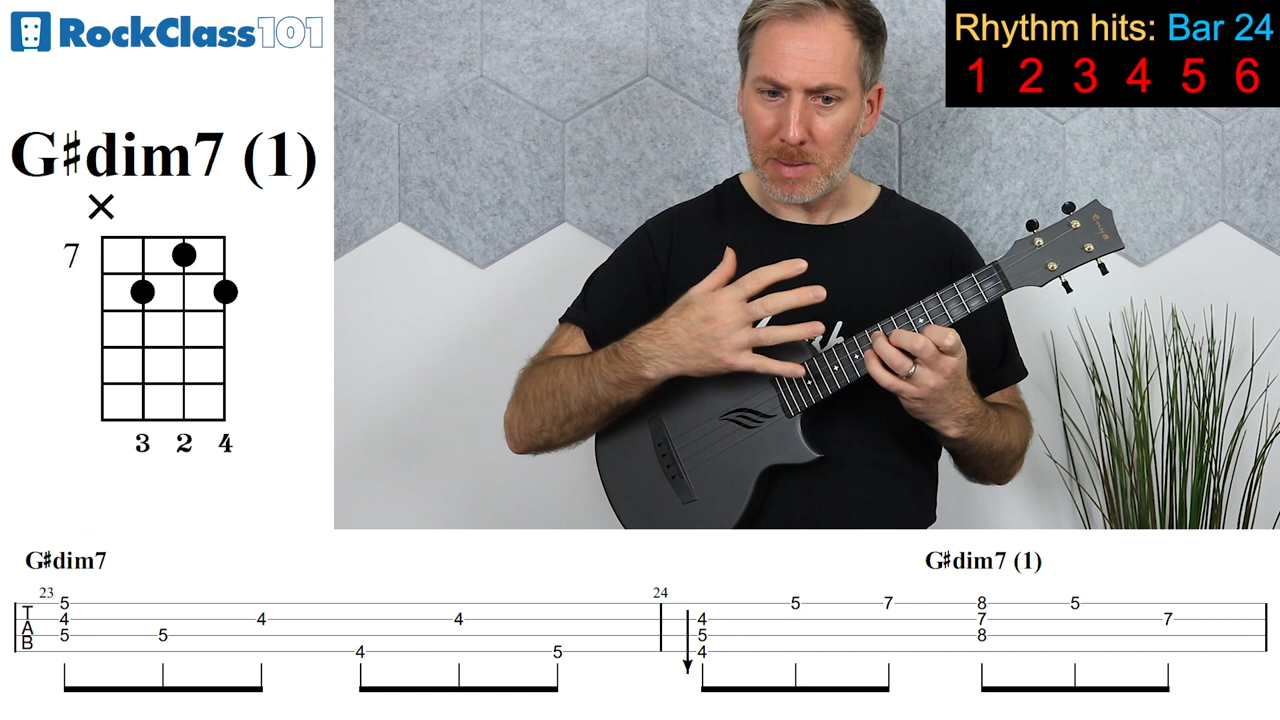 RockClass101
Rhythm hits: Bar 24
1 2 3 4 5 6
G♯dim7 (1)
×
7
3 2 4
G♯dim7
G♯dim7 (1)
23
24
T
A
B
5 5 7 8 5
4 4 4 4 7 7
5 5 5 8
4 5 4